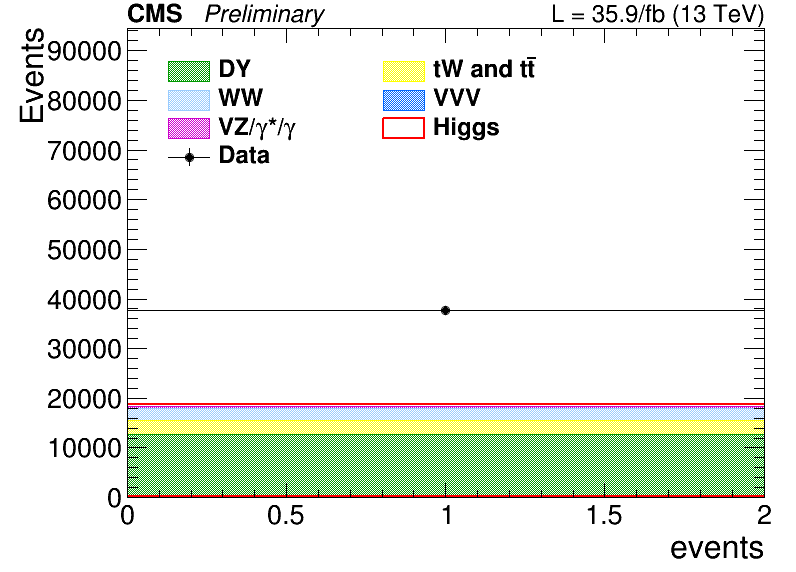 CMS Preliminary L = 35.9/fb (13 TeV)
Events
90000
80000
70000
60000
50000
40000
30000
20000
10000
0
DY
tW and tt̄
WW
VVV
VZ/γ*/γ
Higgs
Data
0 0.5 1 1.5 2
events